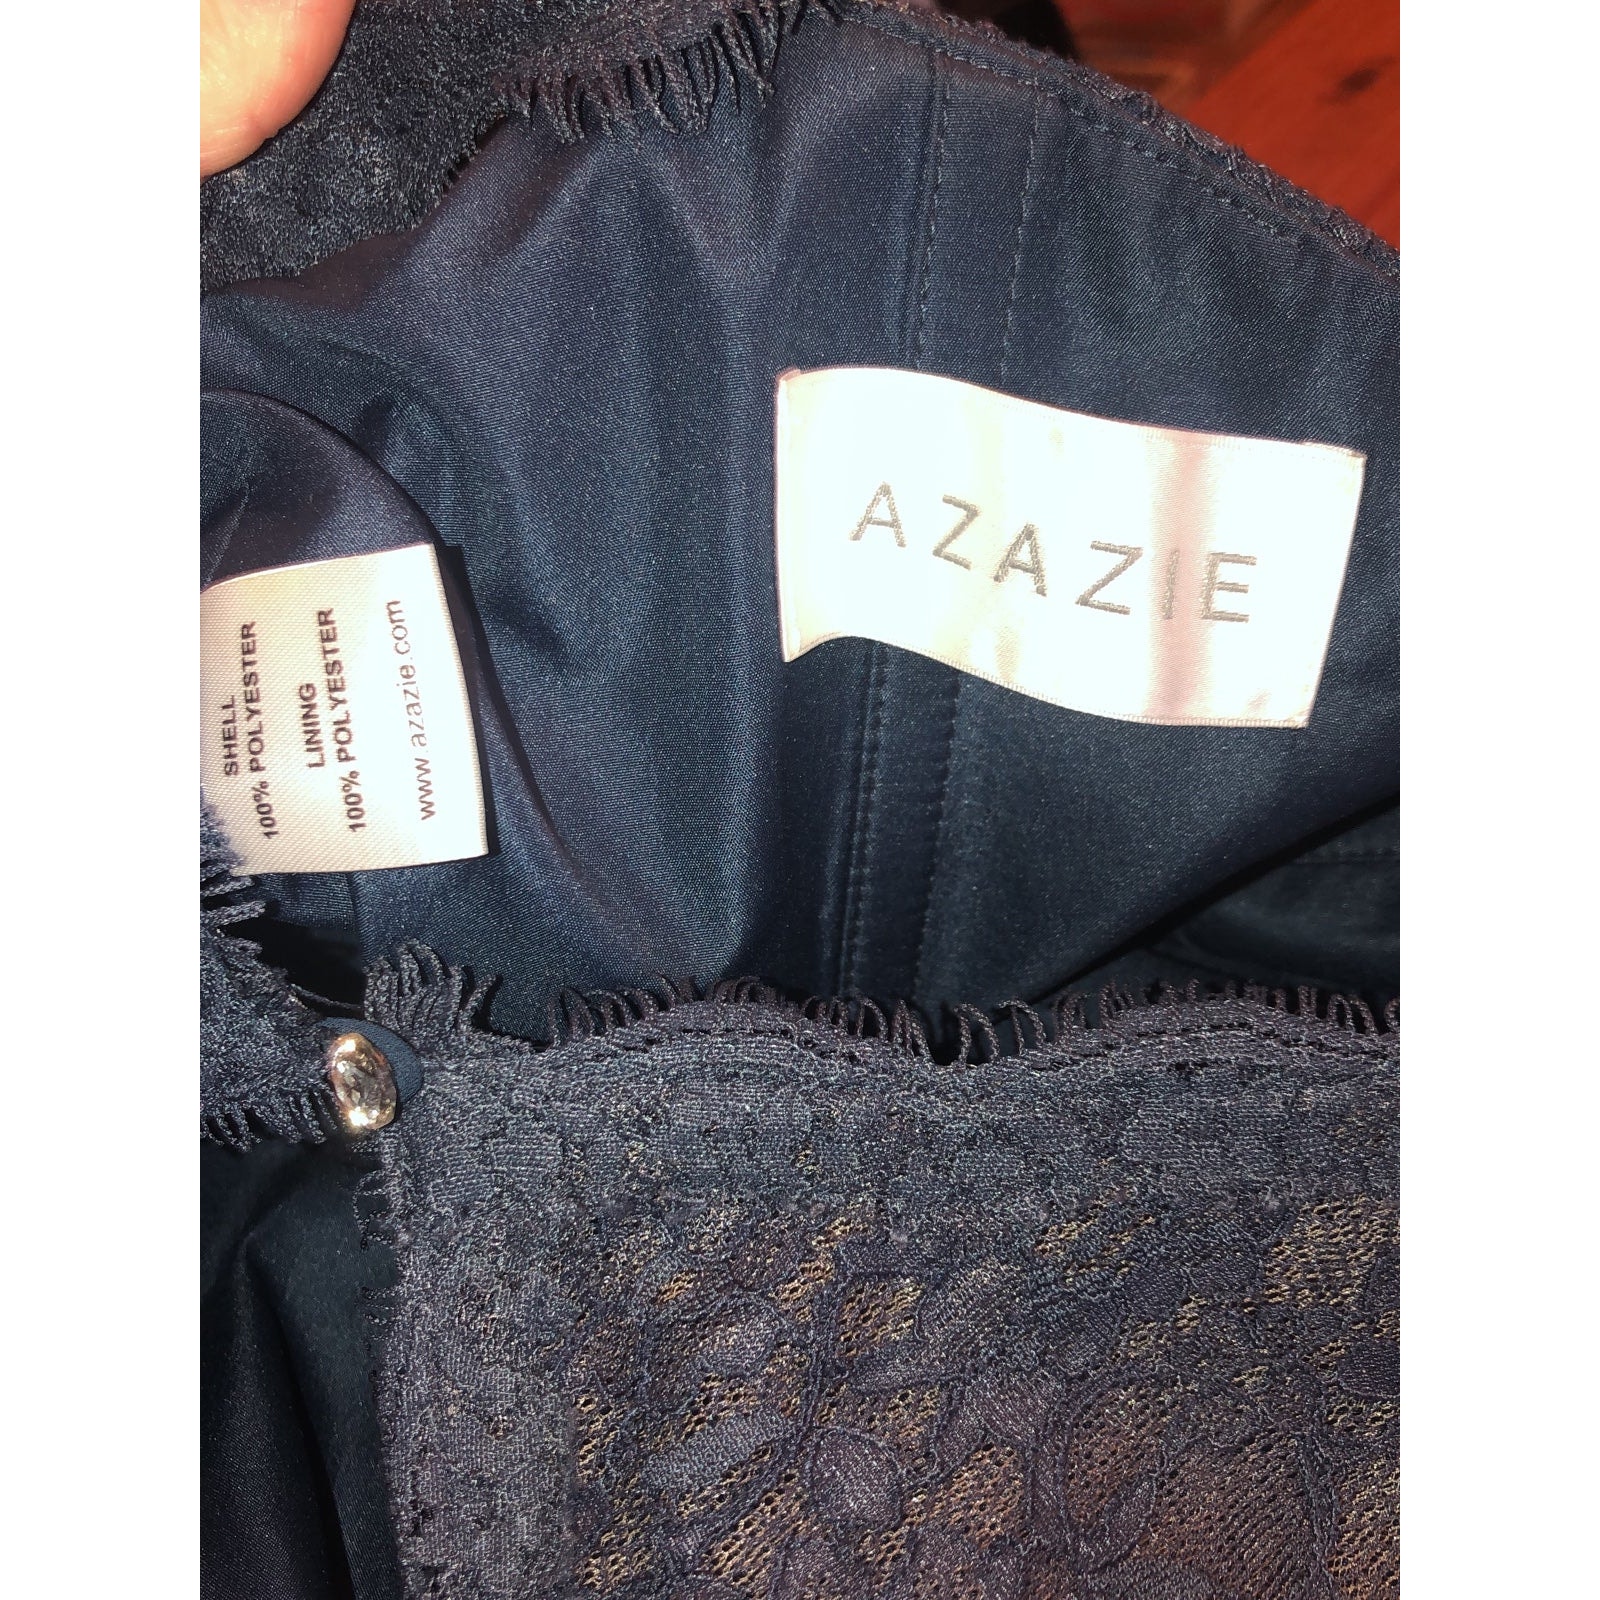 AZAZIE
SHELL
100% POLYESTER
LINING
100% POLYESTER
www.azazie.com